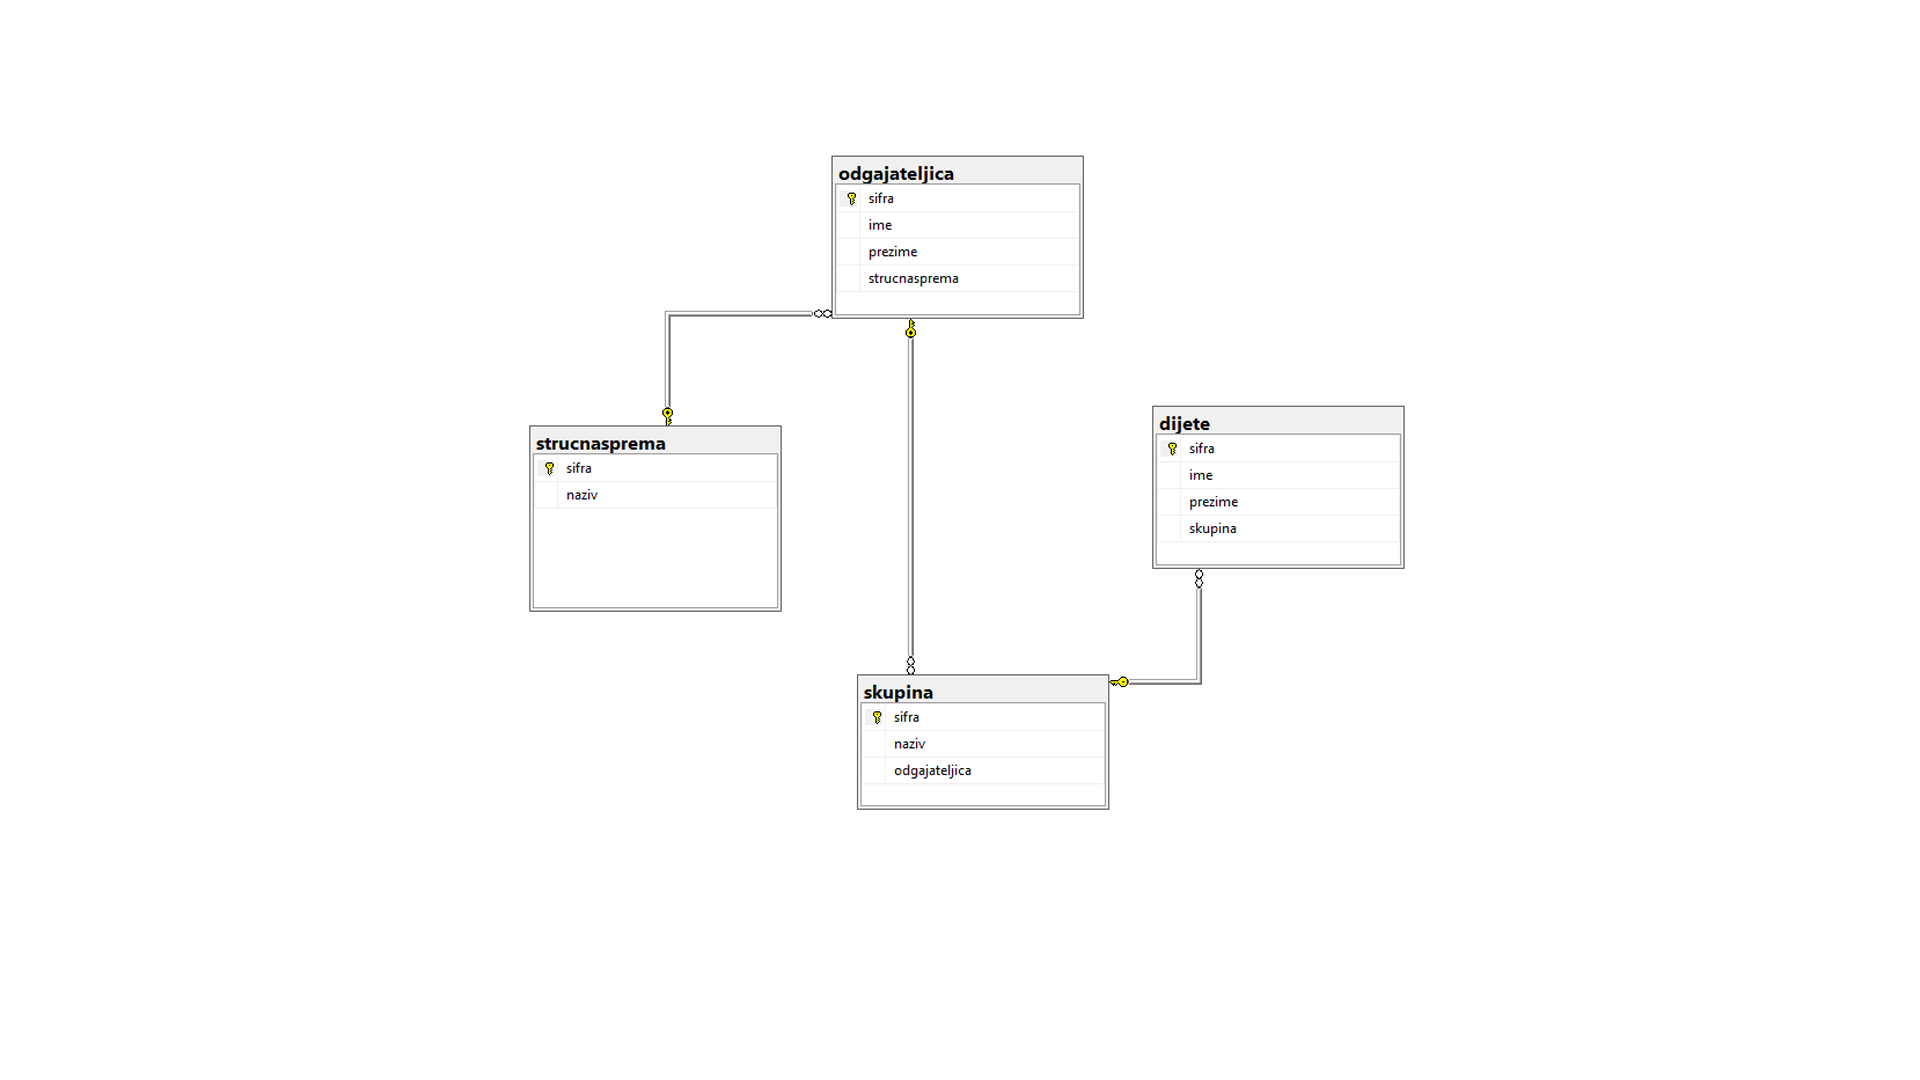 odgajateljica
sifra
ime
prezime
strucnasprema
strucnasprema
sifra
naziv
dijete
sifra
ime
prezime
skupina
skupina
sifra
naziv
odgajateljica